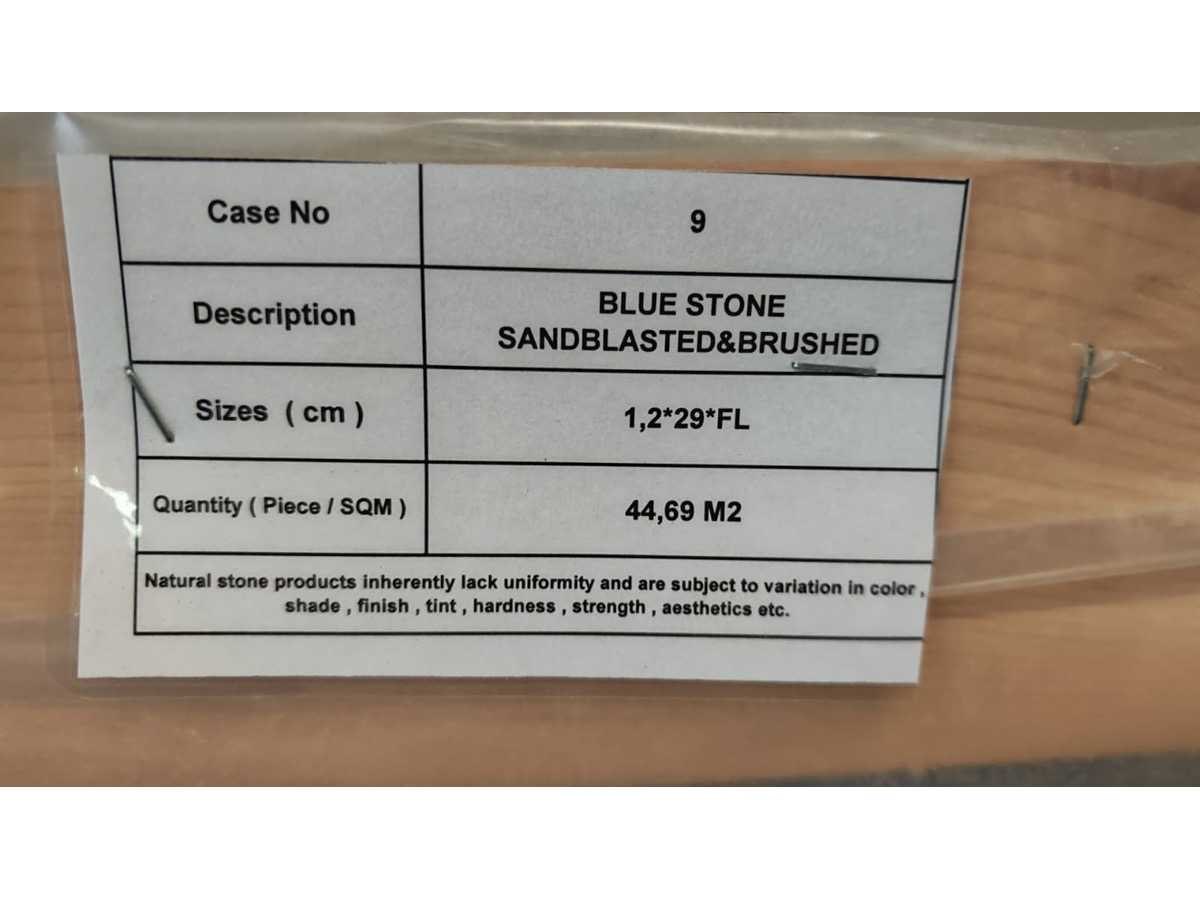 Case No 9
Description BLUE STONE
SANDBLASTED&BRUSHED
Sizes ( cm ) 1,2*29*FL
Quantity ( Piece / SQM ) 44,69 M2
Natural stone products inherently lack uniformity and are subject to variation in color ,
shade , finish , tint , hardness , strength , aesthetics etc.